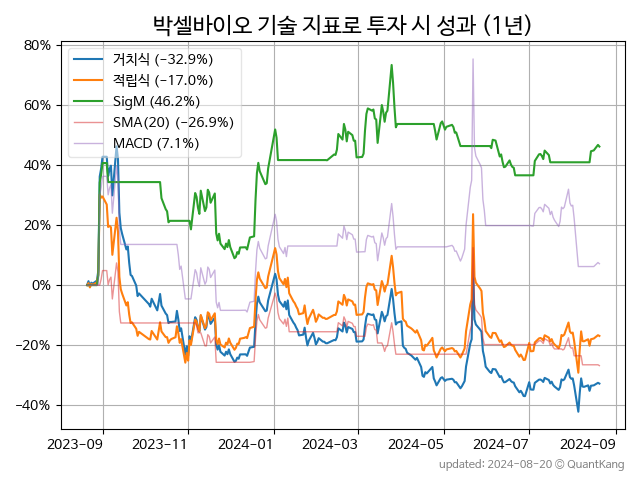 박셀바이오 기술 지표로 투자 시 성과 (1년)
80%
60%
40%
20%
0%
−20%
−40%
거치식 (−32.9%)
적립식 (−17.0%)
SigM (46.2%)
SMA(20) (−26.9%)
MACD (7.1%)
2023−09 2023−11 2024−01 2024−03 2024−05 2024−07 2024−09
updated: 2024−08−20 © QuantKang